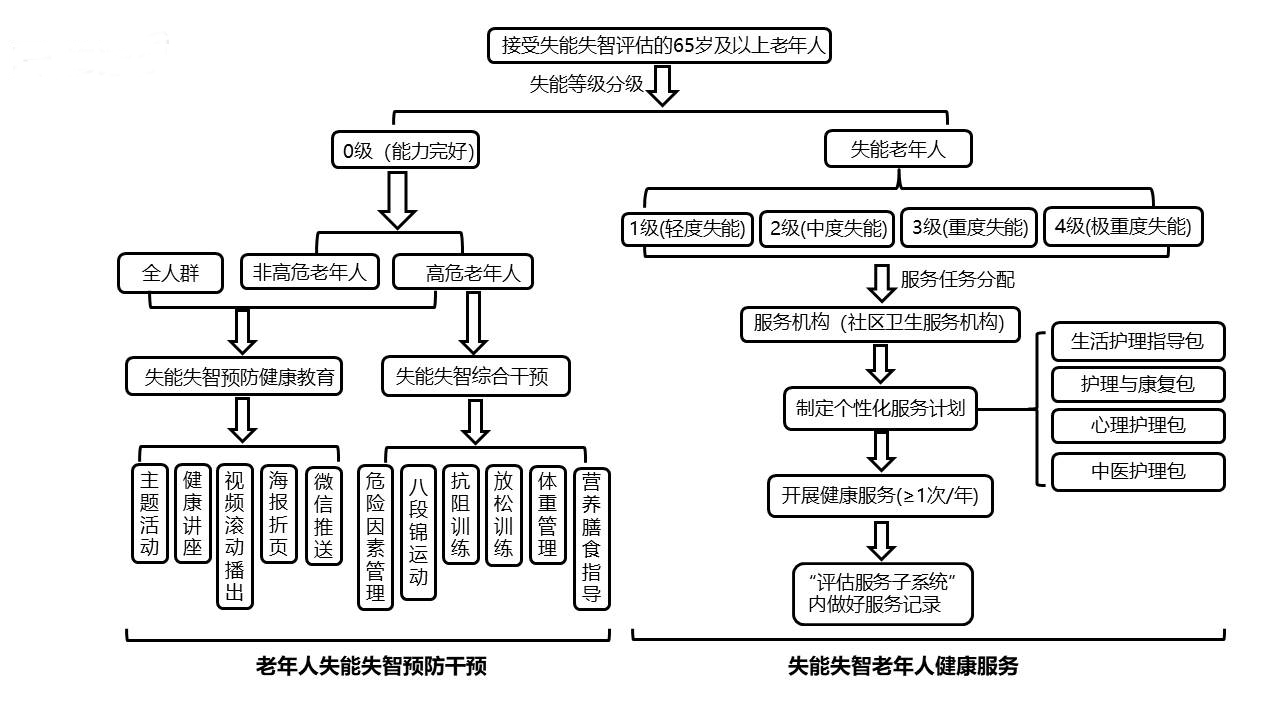 接受失能失智评估的65岁及以上老年人
失能等级分级
0级（能力完好)
失能老年人
1级(轻度失能)
2级(中度失能)
3级(重度失能)
4级(极重度失能)
全人群
非高危老年人
高危老年人
服务任务分配
服务机构（社区卫生服务机构)
失能失智预防健康教育
失能失智综合干预
制定个性化服务计划
生活护理指导包
护理与康复包
心理护理包
中医护理包
主题活动
健康讲座
视频滚动播出
海报折页
微信推送
危险因素管理
八段锦运动
抗阻训练
放松训练
体重管理
营养膳食指导
开展健康服务(≥1次/年)
“评估服务子系统”
内做好服务记录
老年人失能失智预防干预
失能失智老年人健康服务